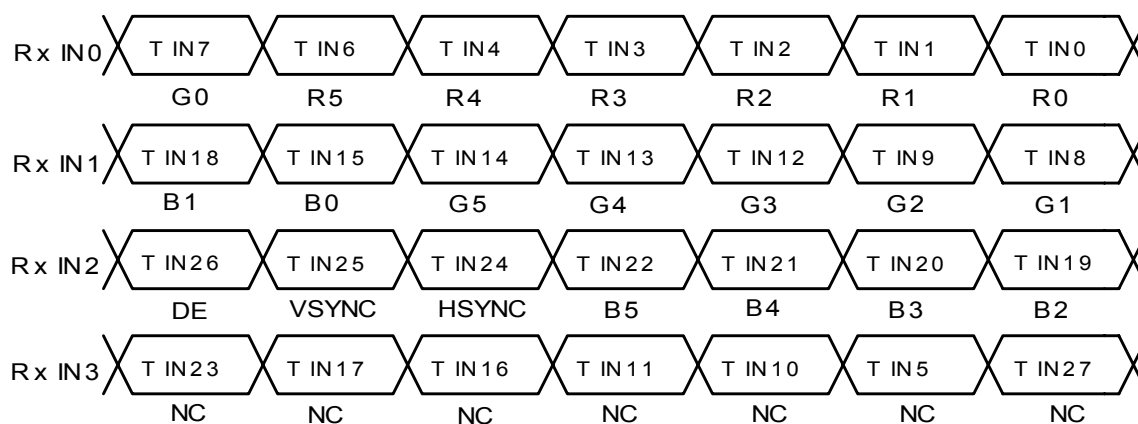 Rx IN0 T IN7 T IN6 T IN4 T IN3 T IN2 T IN1 T IN0
G0 R5 R4 R3 R2 R1 R0
Rx IN1 T IN18 T IN15 T IN14 T IN13 T IN12 T IN9 T IN8
B1 B0 G5 G4 G3 G2 G1
Rx IN2 T IN26 T IN25 T IN24 T IN22 T IN21 T IN20 T IN19
DE VSYNC HSYNC B5 B4 B3 B2
Rx IN3 T IN23 T IN17 T IN16 T IN11 T IN10 T IN5 T IN27
NC NC NC NC NC NC NC